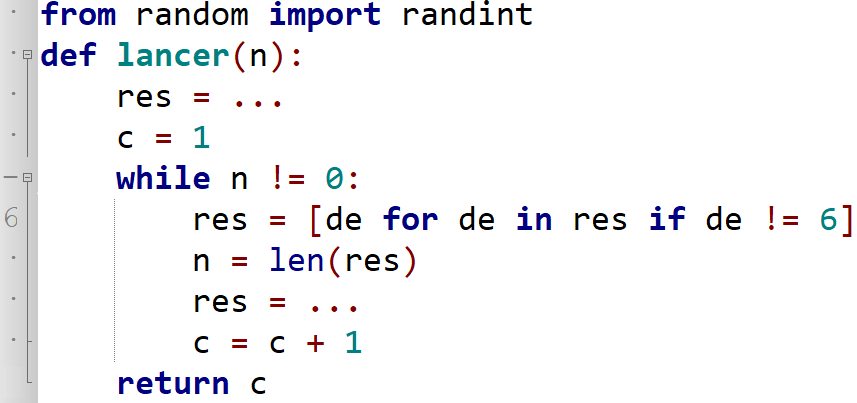 from random import randint
def lancer(n):
    res = ...
    c = 1
    while n != 0:
6        res = [de for de in res if de != 6]
        n = len(res)
        res = ...
        c = c + 1
    return c